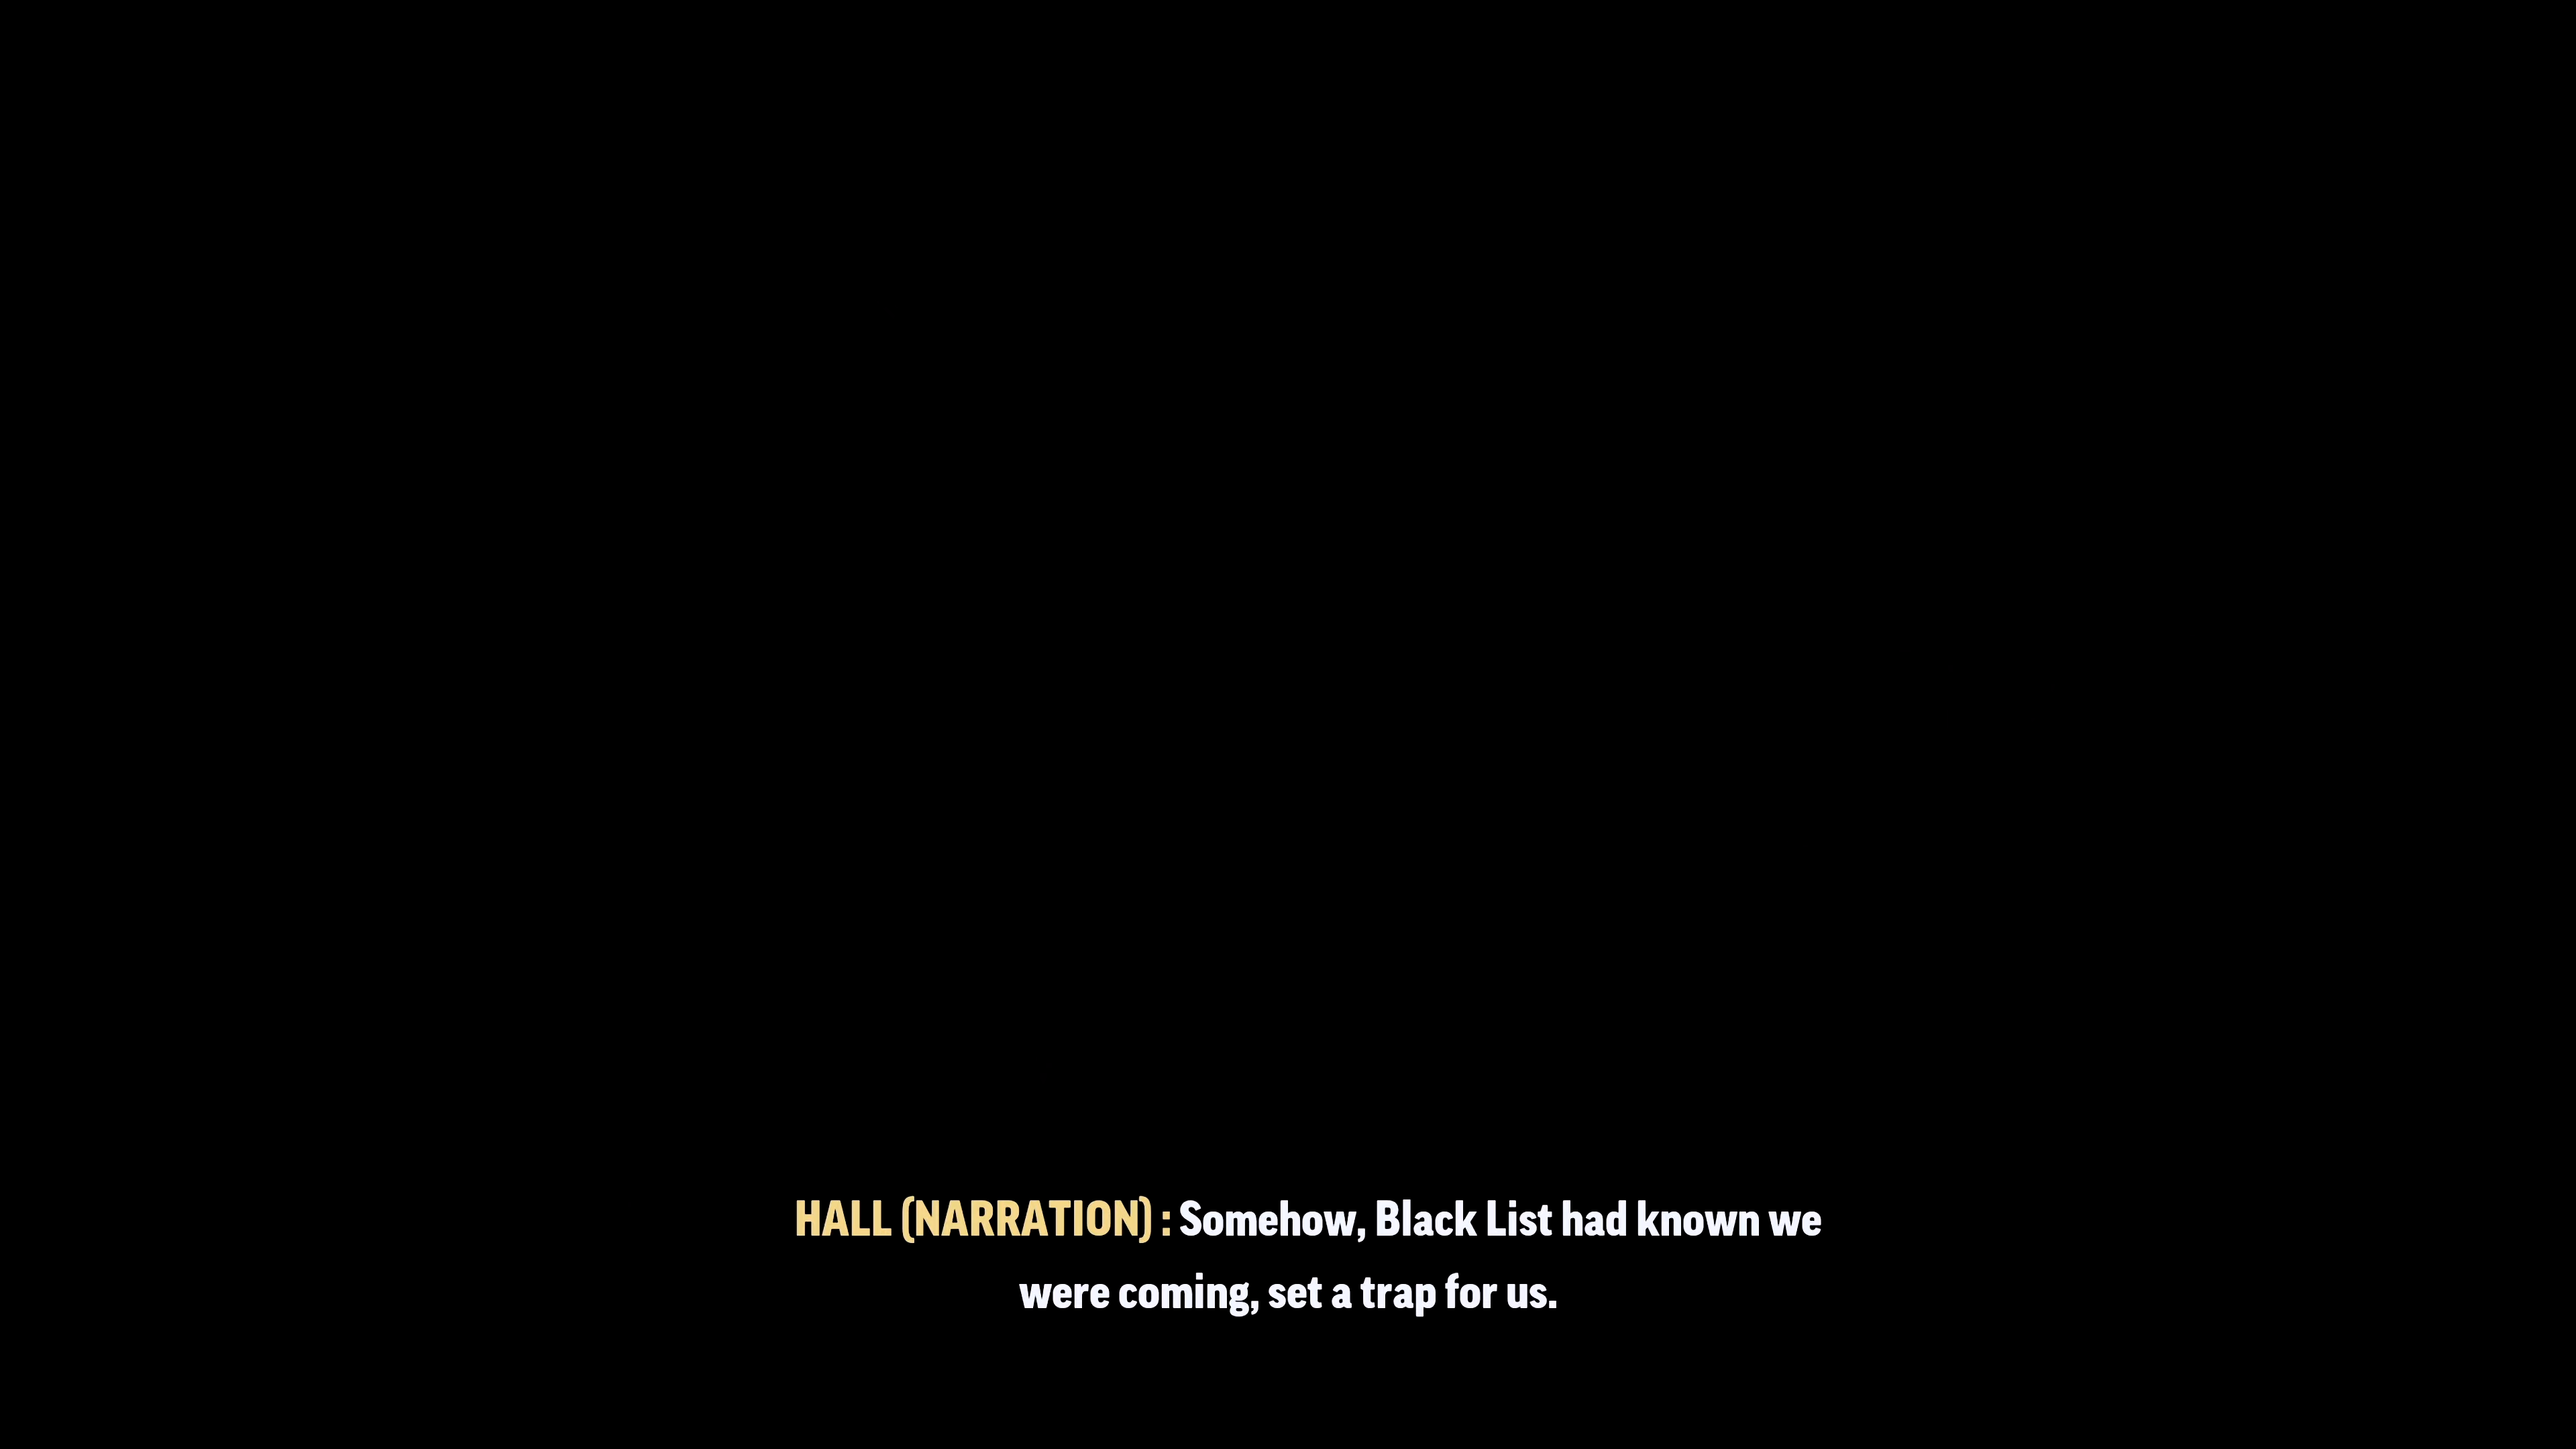 HALL (NARRATION) : Somehow, Black List had known we
were coming, set a trap for us.